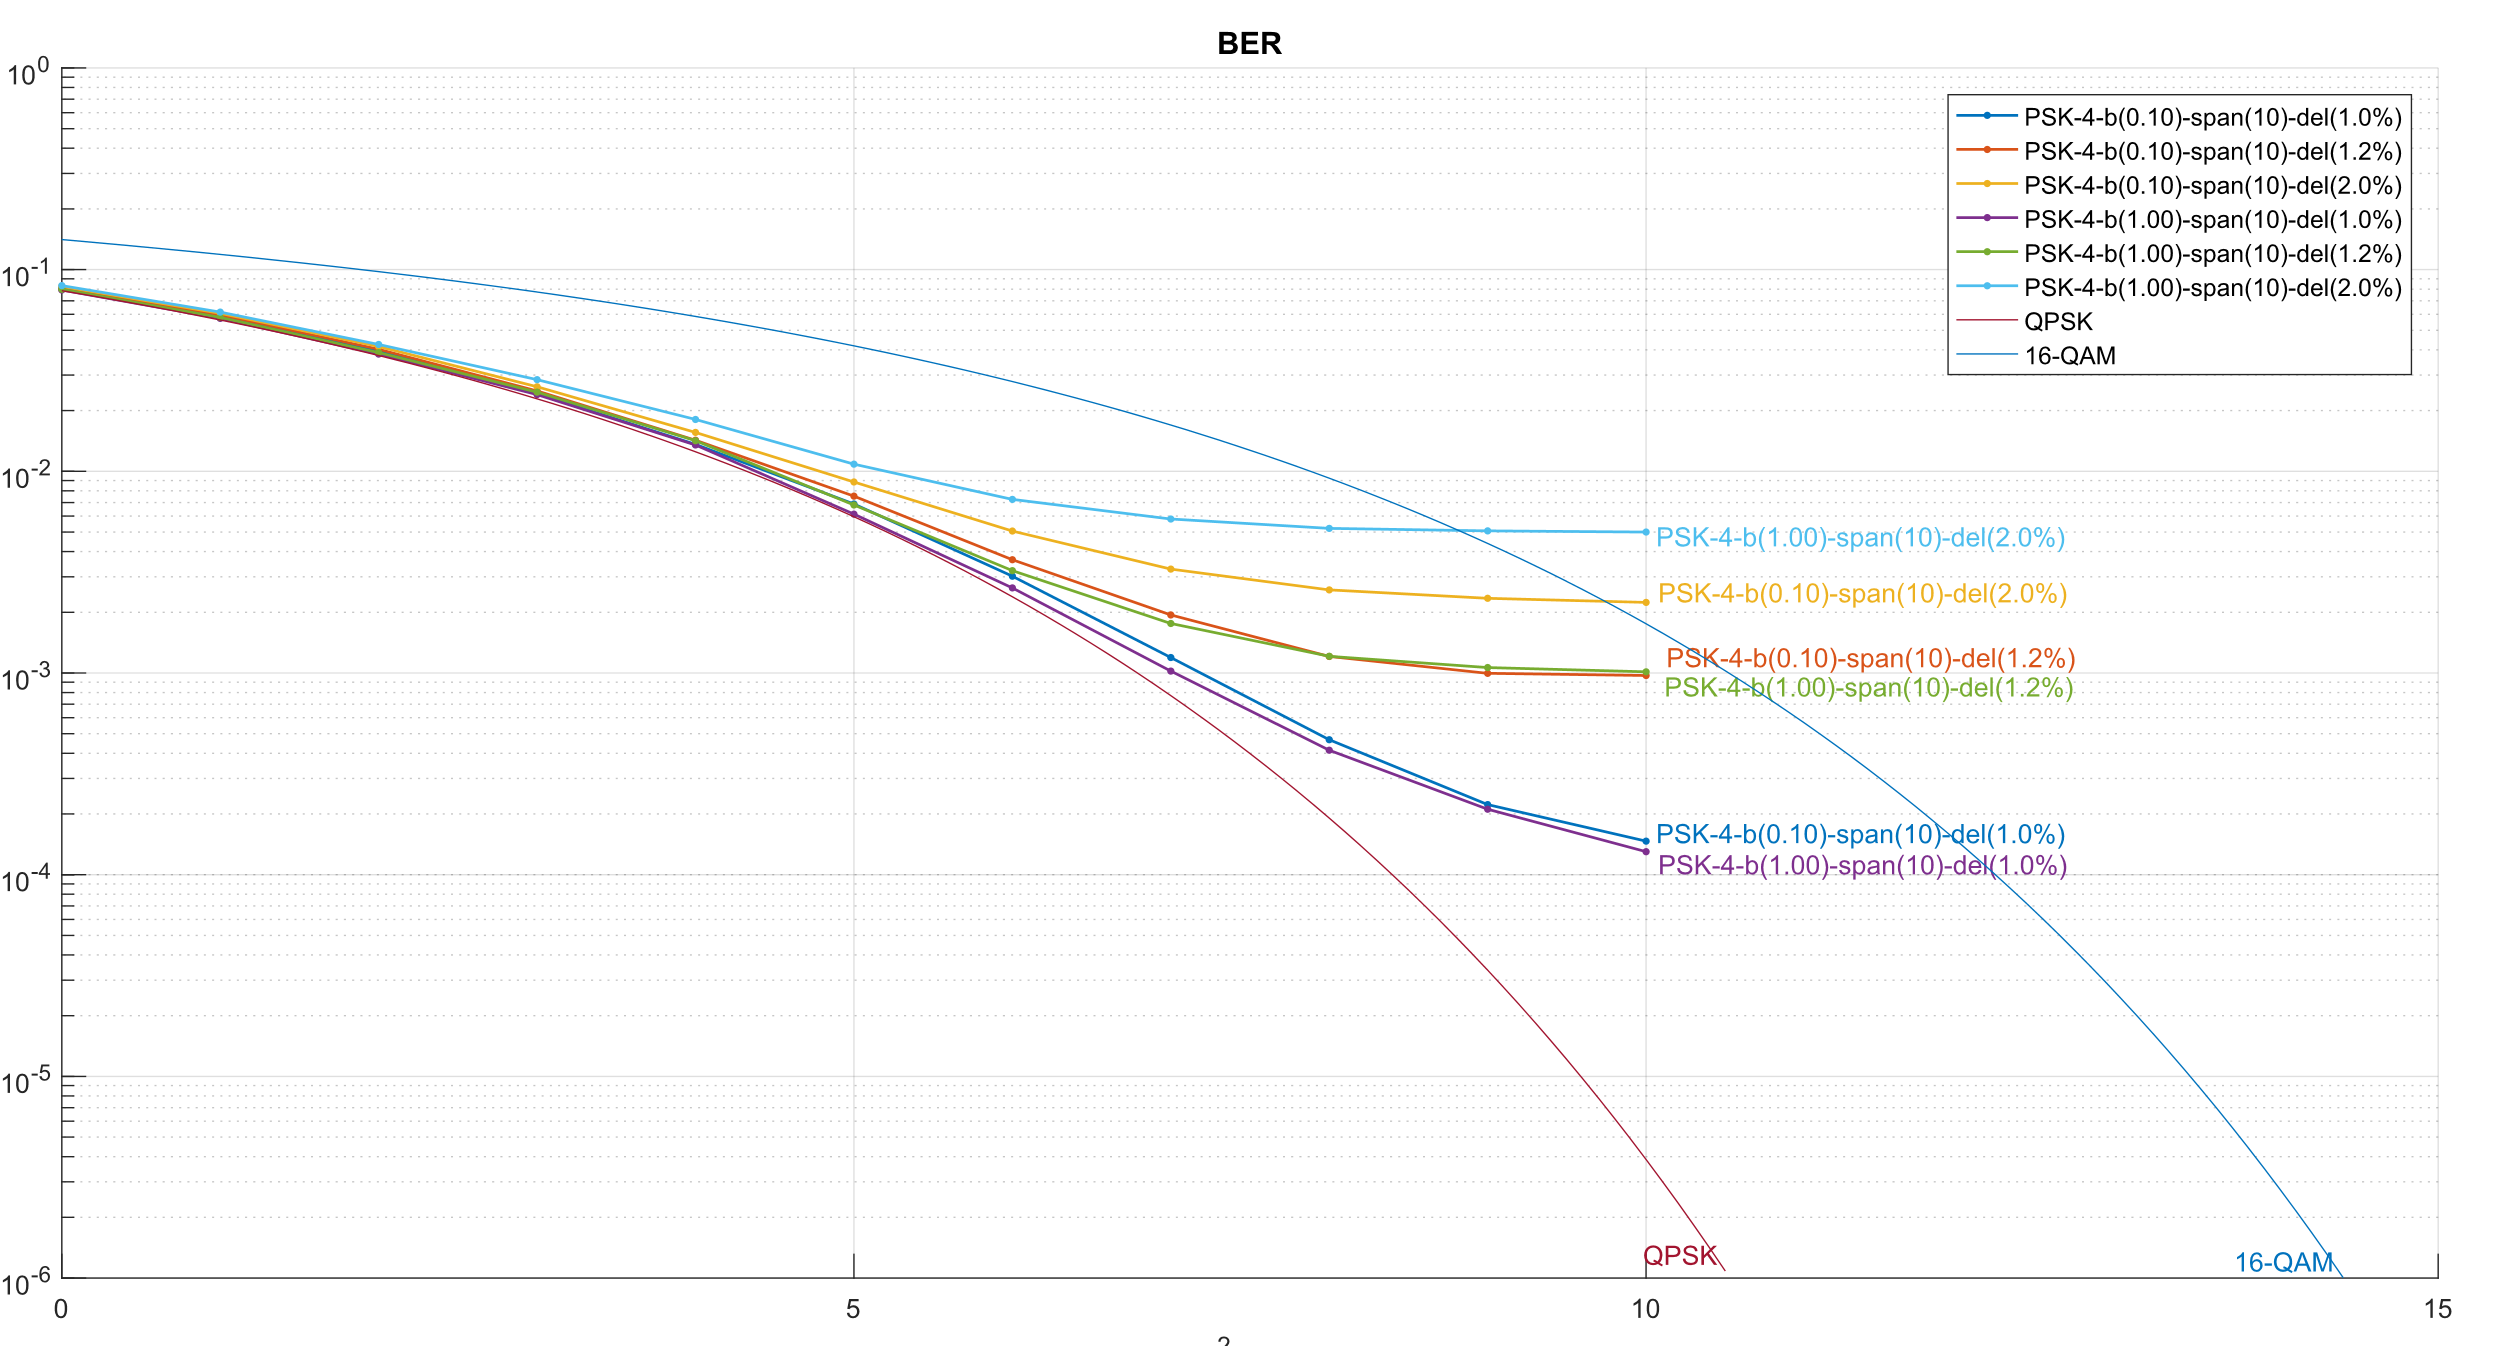 BER
10^0
10^-1
10^-2
10^-3
10^-4
10^-5
10^-6
PSK-4-b(0.10)-span(10)-del(1.0%)
PSK-4-b(0.10)-span(10)-del(1.2%)
PSK-4-b(0.10)-span(10)-del(2.0%)
PSK-4-b(1.00)-span(10)-del(1.0%)
PSK-4-b(1.00)-span(10)-del(1.2%)
PSK-4-b(1.00)-span(10)-del(2.0%)
QPSK
16-QAM
PSK-4-b(1.00)-span(10)-del(2.0%)
PSK-4-b(0.10)-span(10)-del(2.0%)
PSK-4-b(0.10)-span(10)-del(1.2%)
PSK-4-b(1.00)-span(10)-del(1.2%)
PSK-4-b(0.10)-span(10)-del(1.0%)
PSK-4-b(1.00)-span(10)-del(1.0%)
QPSK
16-QAM
0 5 10 15